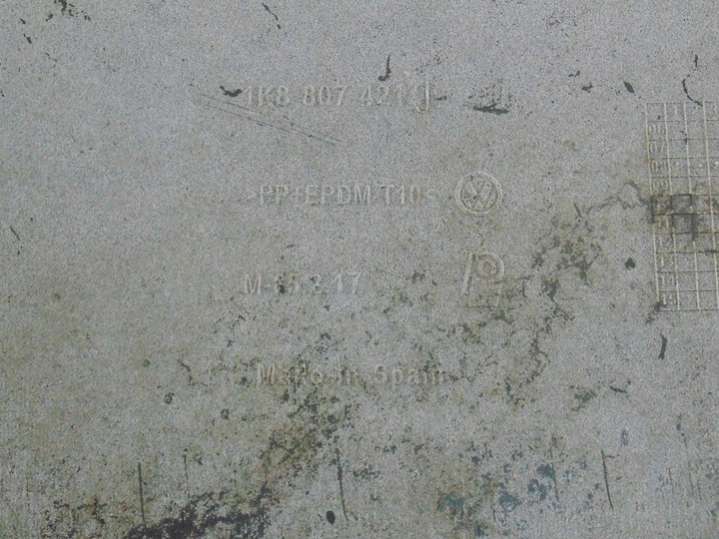 1K8 807 421
>PP+EPDM-T10<
Made in Spain